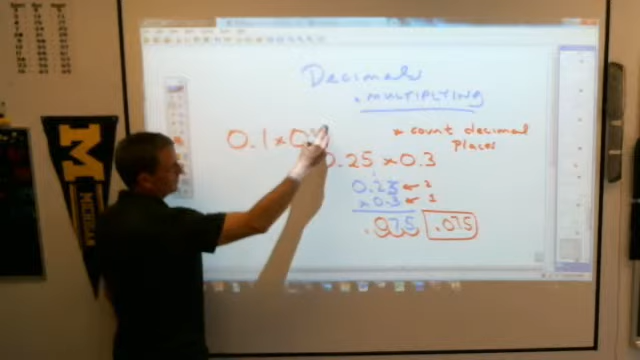 Decimals
. MULTIPLYING
0.1 × 0
* count decimal
places
0.25 × 0.3
0.25 ← 2
× 0.3 ← 1
.075 .075
M
MICHIGAN